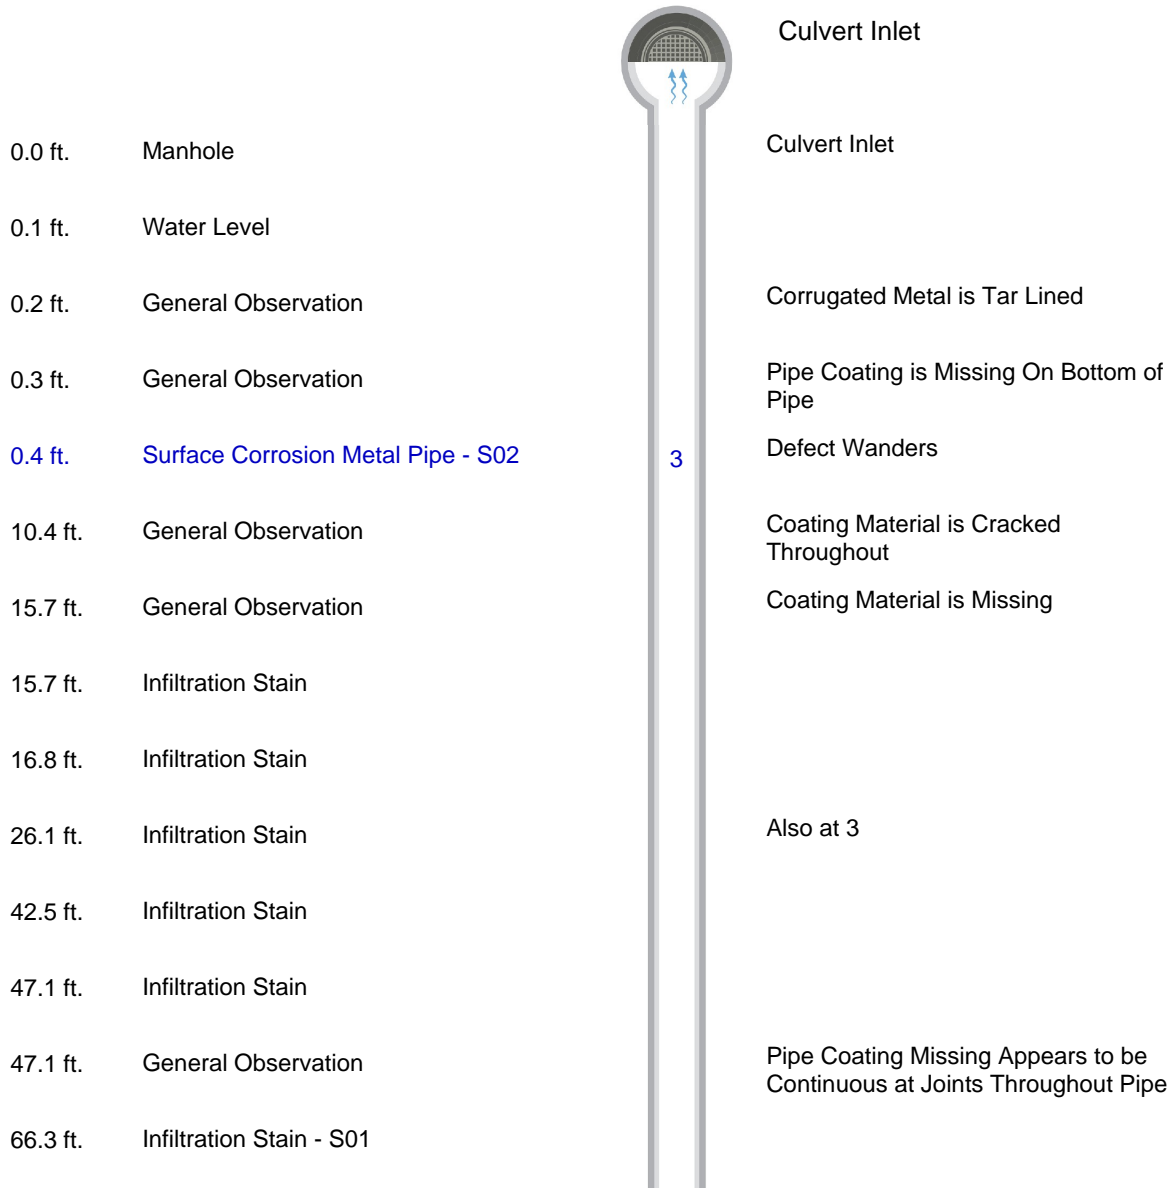 Culvert Inlet
0.0 ft. Manhole Culvert Inlet
0.1 ft. Water Level
0.2 ft. General Observation Corrugated Metal is Tar Lined
0.3 ft. General Observation Pipe Coating is Missing On Bottom of
Pipe
0.4 ft. Surface Corrosion Metal Pipe - S02 3 Defect Wanders
10.4 ft. General Observation Coating Material is Cracked
Throughout
15.7 ft. General Observation Coating Material is Missing
15.7 ft. Infiltration Stain
16.8 ft. Infiltration Stain
26.1 ft. Infiltration Stain Also at 3
42.5 ft. Infiltration Stain
47.1 ft. Infiltration Stain
47.1 ft. General Observation Pipe Coating Missing Appears to be
Continuous at Joints Throughout Pipe
66.3 ft. Infiltration Stain - S01